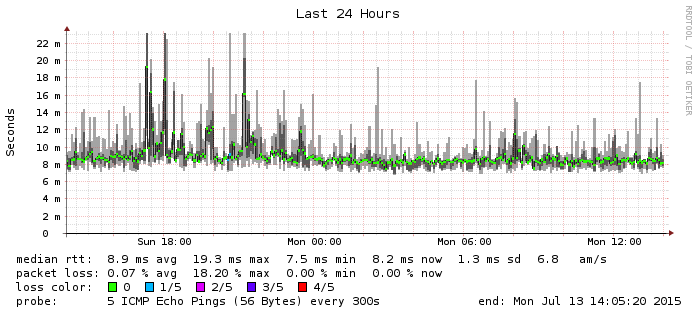 Last 24 Hours
RRDTOOL / TOBI OETIKER
Seconds
22 m
20 m
18 m
16 m
14 m
12 m
10 m
8 m
6 m
4 m
2 m
0
Sun 18:00 Mon 00:00 Mon 06:00 Mon 12:00
median rtt: 8.9 ms avg 19.3 ms max 7.5 ms min 8.2 ms now 1.3 ms sd 6.8 am/s
packet loss: 0.07 % avg 18.20 % max 0.00 % min 0.00 % now
loss color: 0 1/5 2/5 3/5 4/5
probe: 5 ICMP Echo Pings (56 Bytes) every 300s end: Mon Jul 13 14:05:20 2015